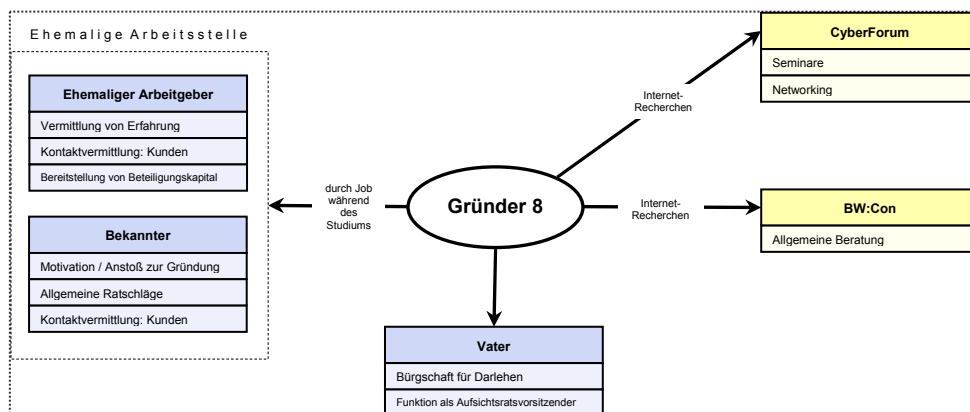 Ehemalige Arbeitsstelle
Ehemaliger Arbeitgeber
Vermittlung von Erfahrung
Kontaktvermittlung: Kunden
Bereitstellung von Beteiligungskapital
Bekannter
Motivation / Anstoß zur Gründung
Allgemeine Ratschläge
Kontaktvermittlung: Kunden
durch Job
während
des
Studiums
Gründer 8
Internet-
Recherchen
CyberForum
Seminare
Networking
Internet-
Recherchen
BW:Con
Allgemeine Beratung
Vater
Bürgschaft für Darlehen
Funktion als Aufsichtsratsvorsitzender